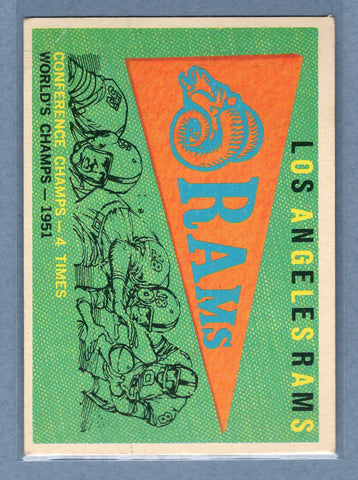 LOS ANGELES RAMS
RAMS
CONFERENCE CHAMPS—4 TIMES
WORLD'S CHAMPS—1951